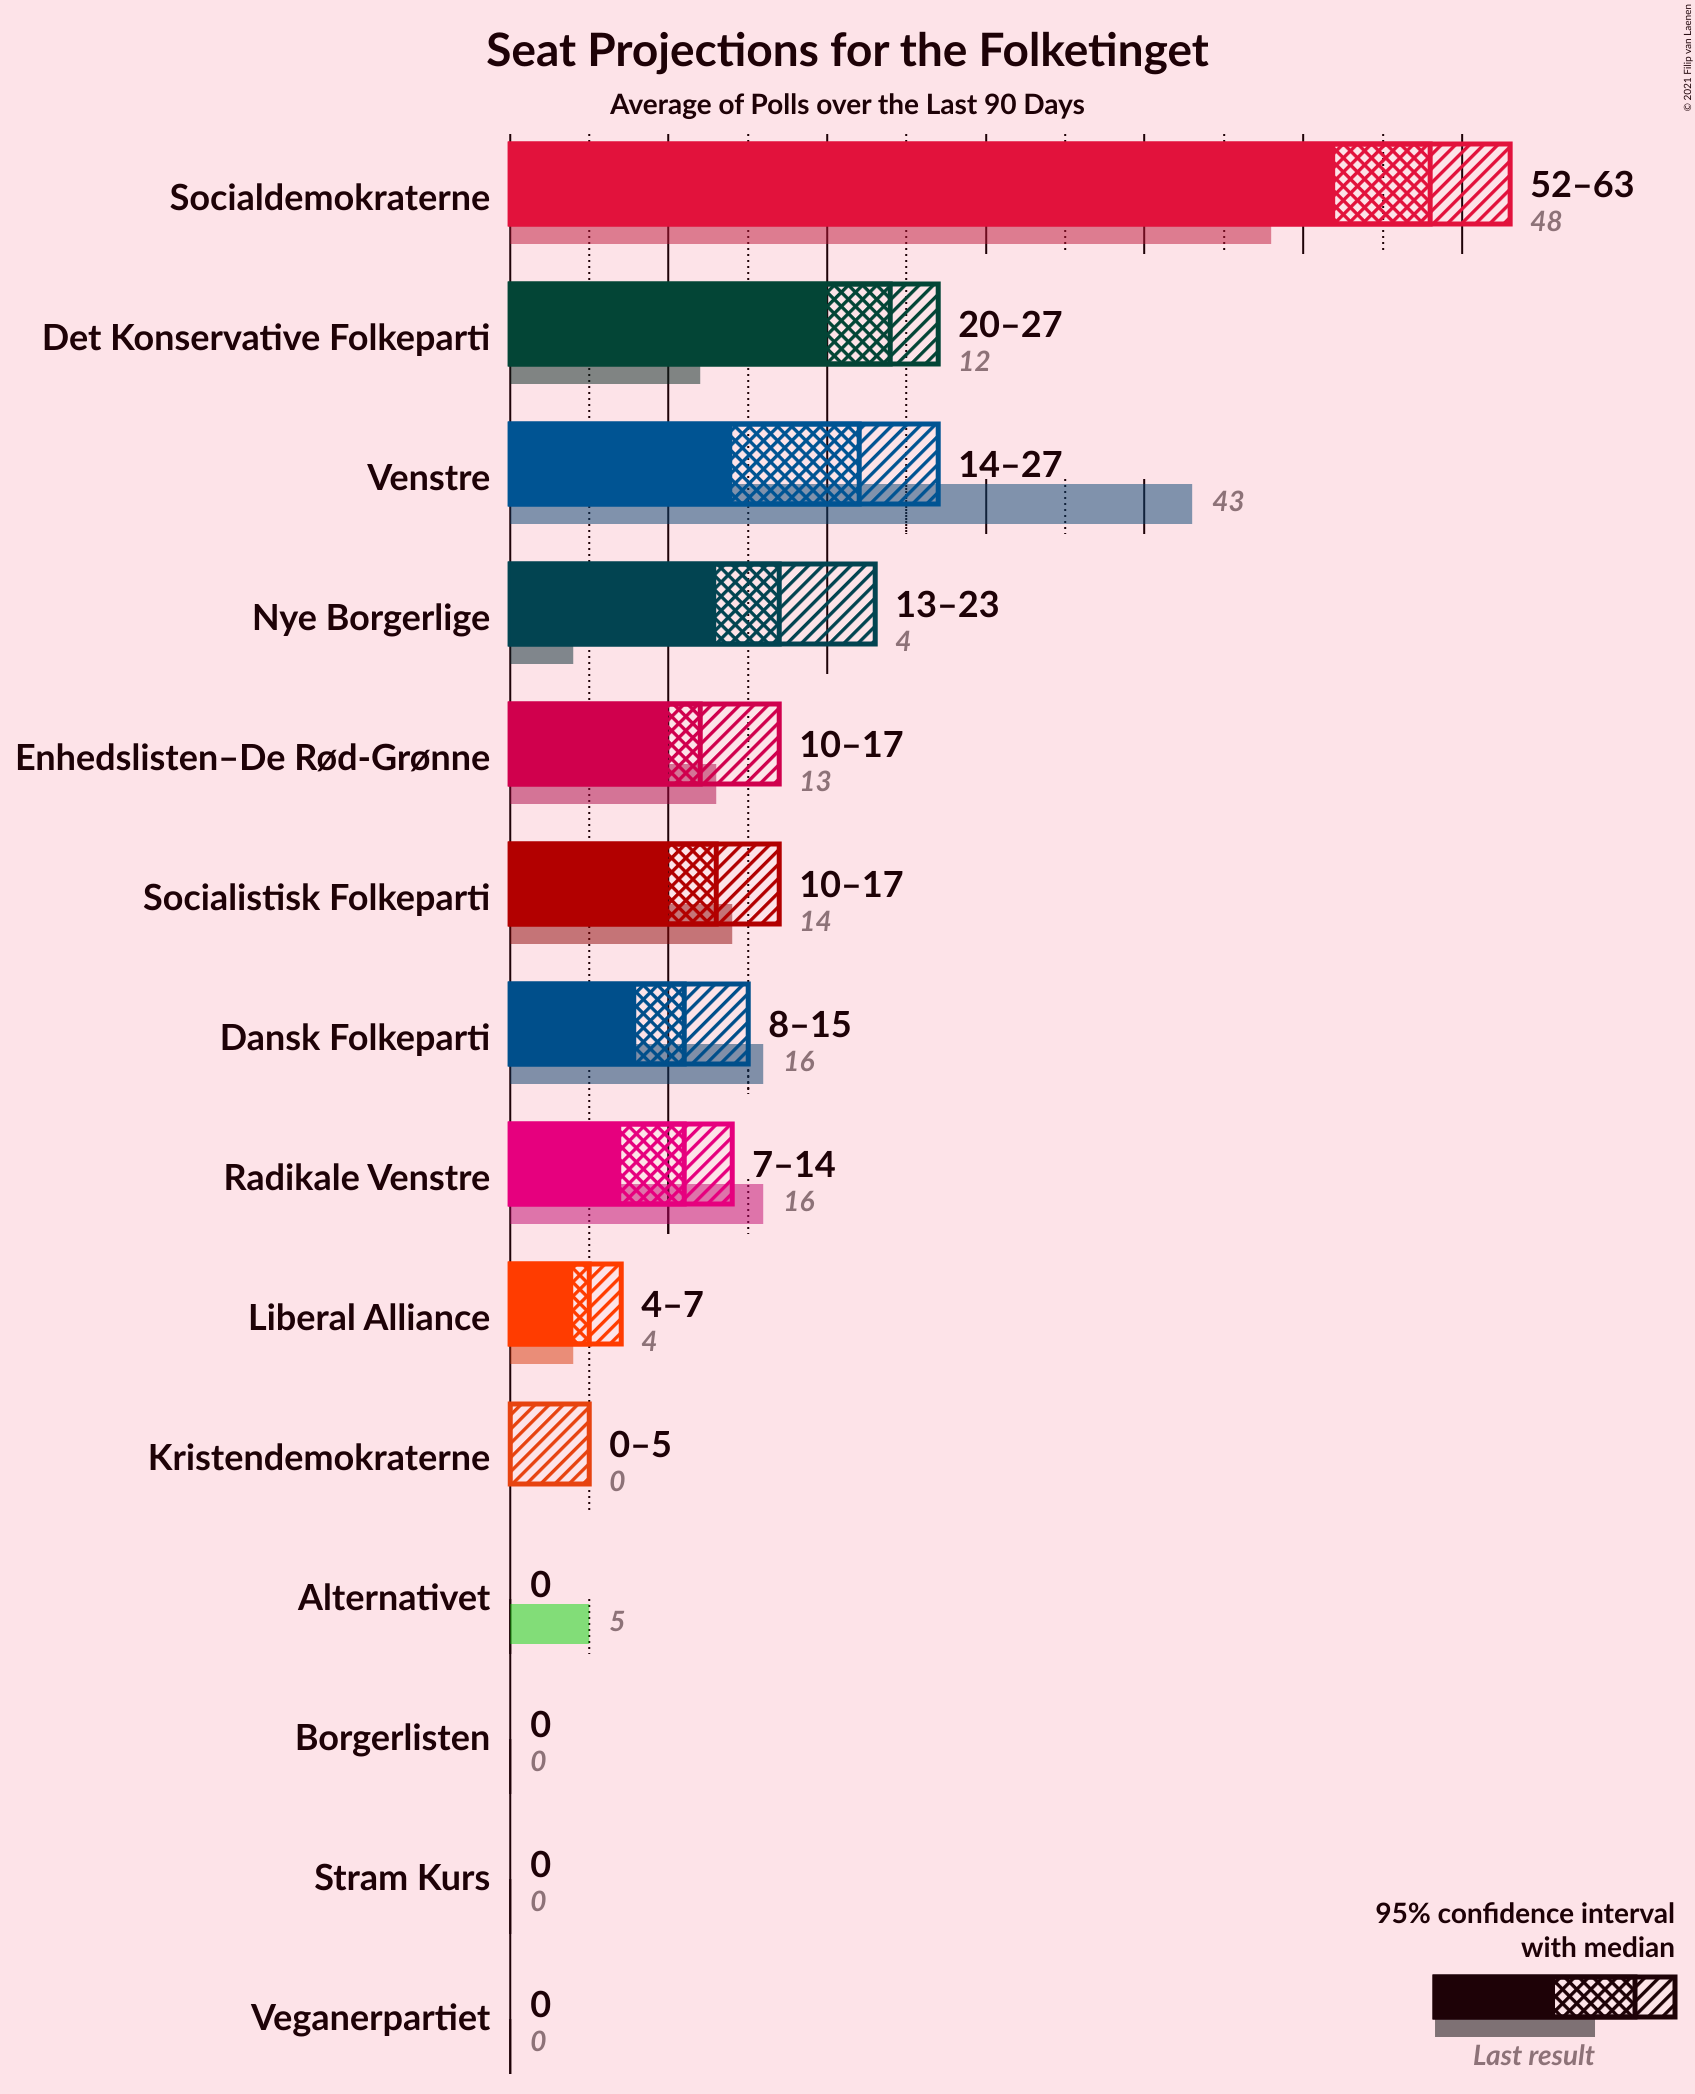 Seat Projections for the Folketinget
Average of Polls over the Last 90 Days
© 2021 Filip van Laenen
Socialdemokraterne
52–63
48
Det Konservative Folkeparti
20–27
12
Venstre
14–27
43
Nye Borgerlige
13–23
4
Enhedslisten–De Rød-Grønne
10–17
13
Socialistisk Folkeparti
10–17
14
Dansk Folkeparti
8–15
16
Radikale Venstre
7–14
16
Liberal Alliance
4–7
4
Kristendemokraterne
0–5
0
Alternativet
0
5
Borgerlisten
0
0
Stram Kurs
0
0
Veganerpartiet
0
0
95% confidence interval
with median
Last result